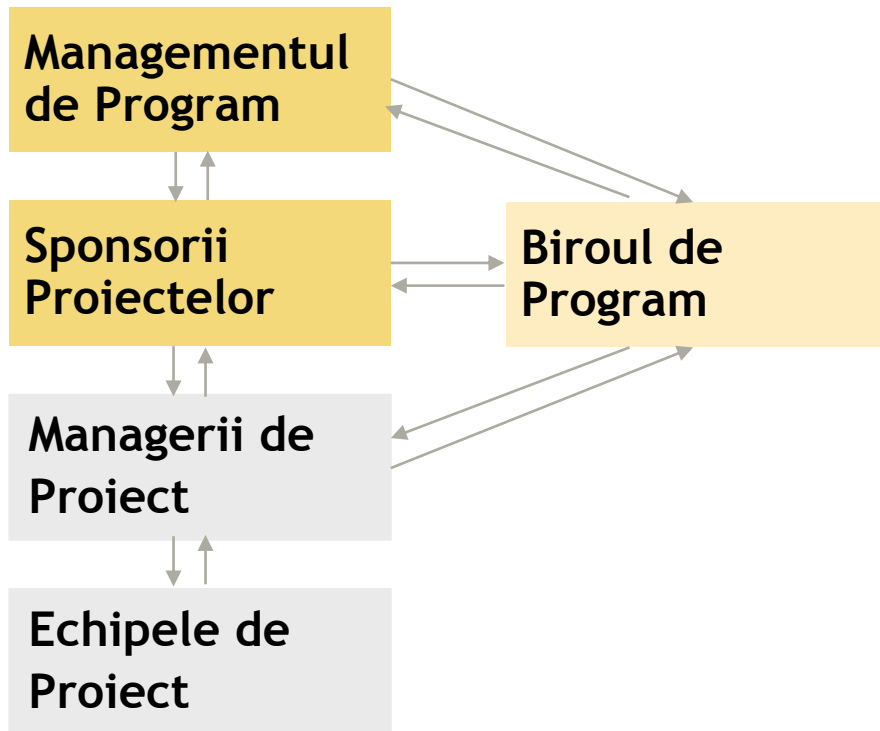 Managementul
de Program
Sponsorii
Proiectelor
Biroul de
Program
Managerii de
Proiect
Echipele de
Proiect